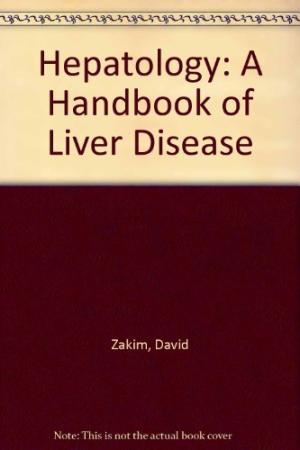 Hepatology: A
Handbook of
Liver Disease
Zakim, David
Note: This is not the actual book cover